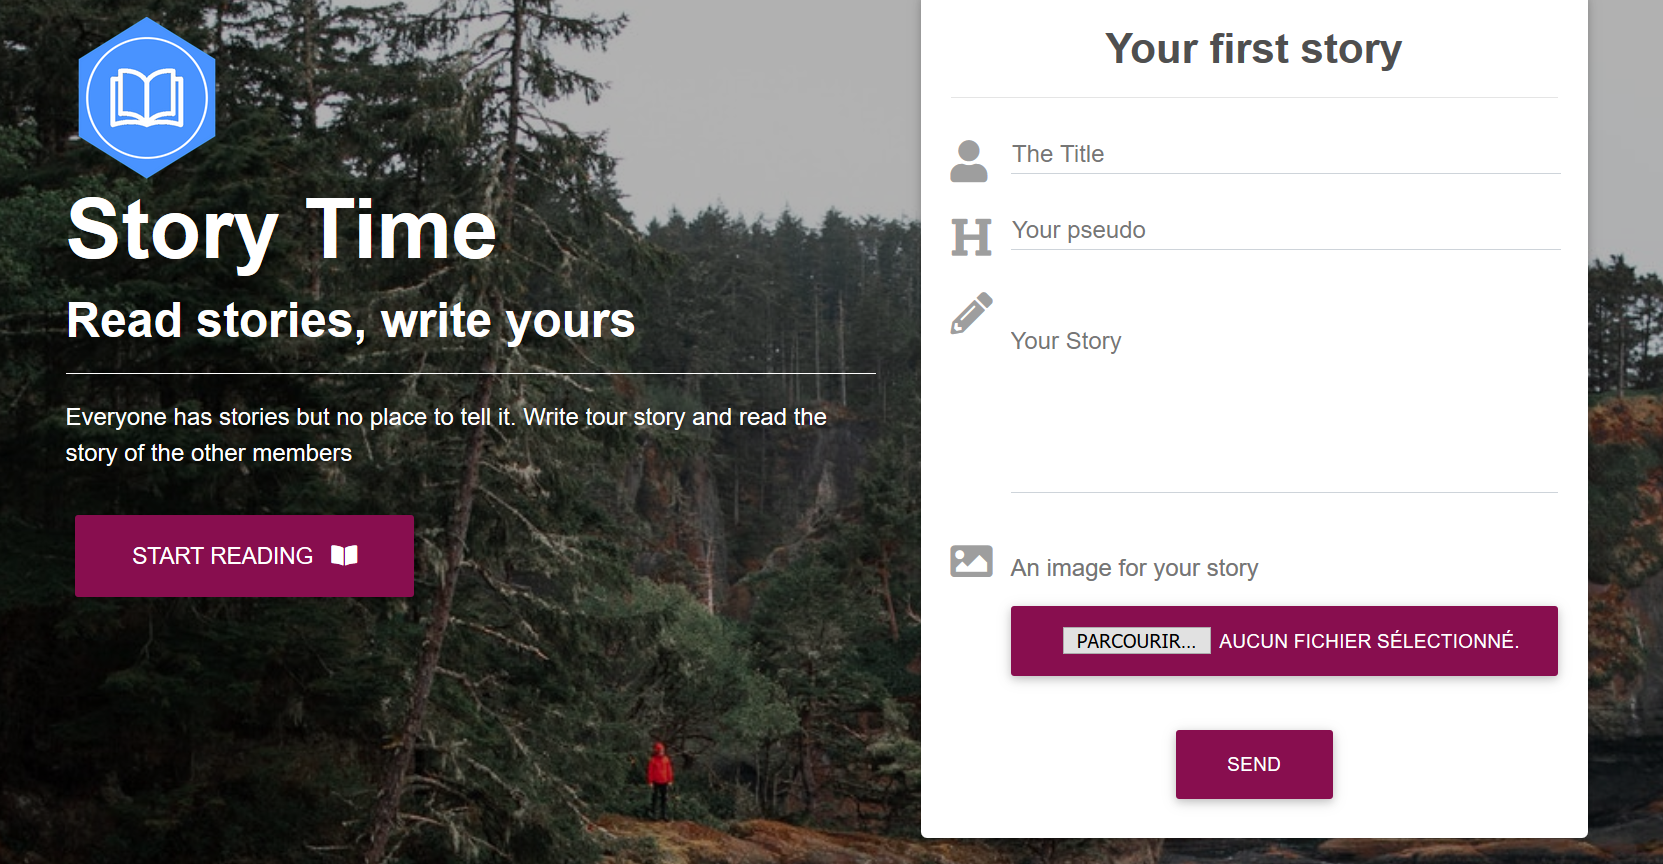 Story Time
Read stories, write yours
Everyone has stories but no place to tell it. Write tour story and read the
story of the other members
START READING
Your first story
The Title
Your pseudo
Your Story
An image for your story
PARCOURIR... AUCUN FICHIER SÉLECTIONNÉ.
SEND